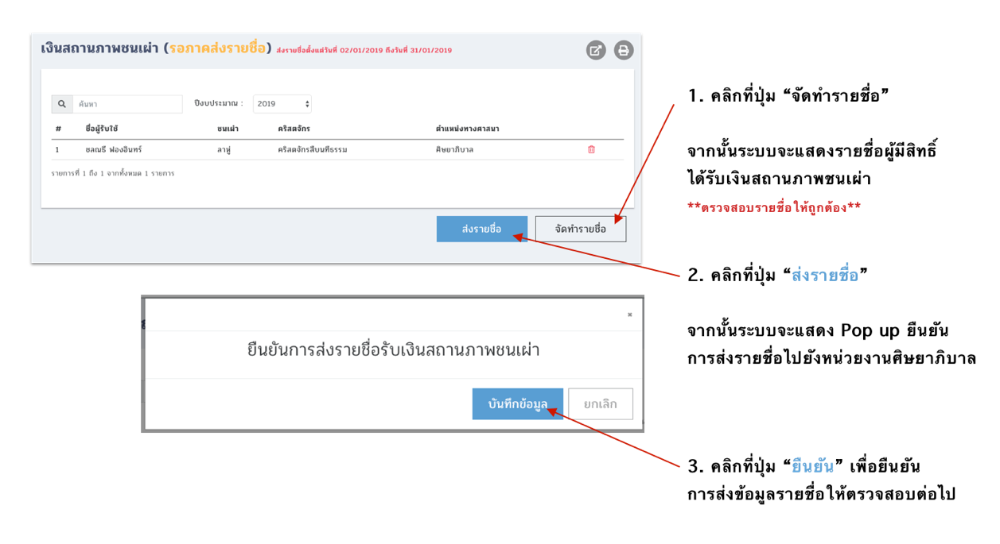 เงินสถานภาพชนเผ่า (รอภาคส่งรายชื่อ) ส่งรายชื่อตั้งแต่วันที่ 02/01/2019 ถึงวันที่ 31/01/2019
ค้นหา ปีงบประมาณ : 2019
# ชื่อผู้รับใช้ ชนเผ่า คริสตจักร ตำแหน่งทางศาสนา
1 ชลณธี ฟองอินทร์ ลาหู่ คริสตจักรสืบนทีธรรม ศิษยาภิบาล
รายการที่ 1 ถึง 1 จากทั้งหมด 1 รายการ
ส่งรายชื่อ จัดทำรายชื่อ
1. คลิกที่ปุ่ม “จัดทำรายชื่อ”
จากนั้นระบบจะแสดงรายชื่อผู้มีสิทธิ์
ได้รับเงินสถานภาพชนเผ่า
**ตรวจสอบรายชื่อให้ถูกต้อง**
2. คลิกที่ปุ่ม “ส่งรายชื่อ”
จากนั้นระบบจะแสดง Pop up ยืนยัน
การส่งรายชื่อไปยังหน่วยงานศิษยาภิบาล
×
ยืนยันการส่งรายชื่อรับเงินสถานภาพชนเผ่า
บันทึกข้อมูล ยกเลิก
3. คลิกที่ปุ่ม “ยืนยัน” เพื่อยืนยัน
การส่งข้อมูลรายชื่อให้ตรวจสอบต่อไป